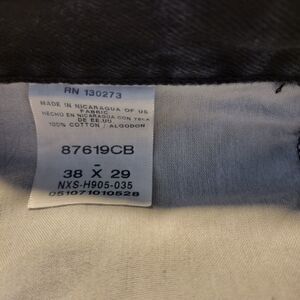 RN 130273
MADE IN NICARAGUA OF US
FABRIC
HECHO EN NICARAGUA CON TELA
DE EE.UU.
100% COTTON / ALGODON
87619CB
-
38 X 29
NXS-H905-035
051071010528